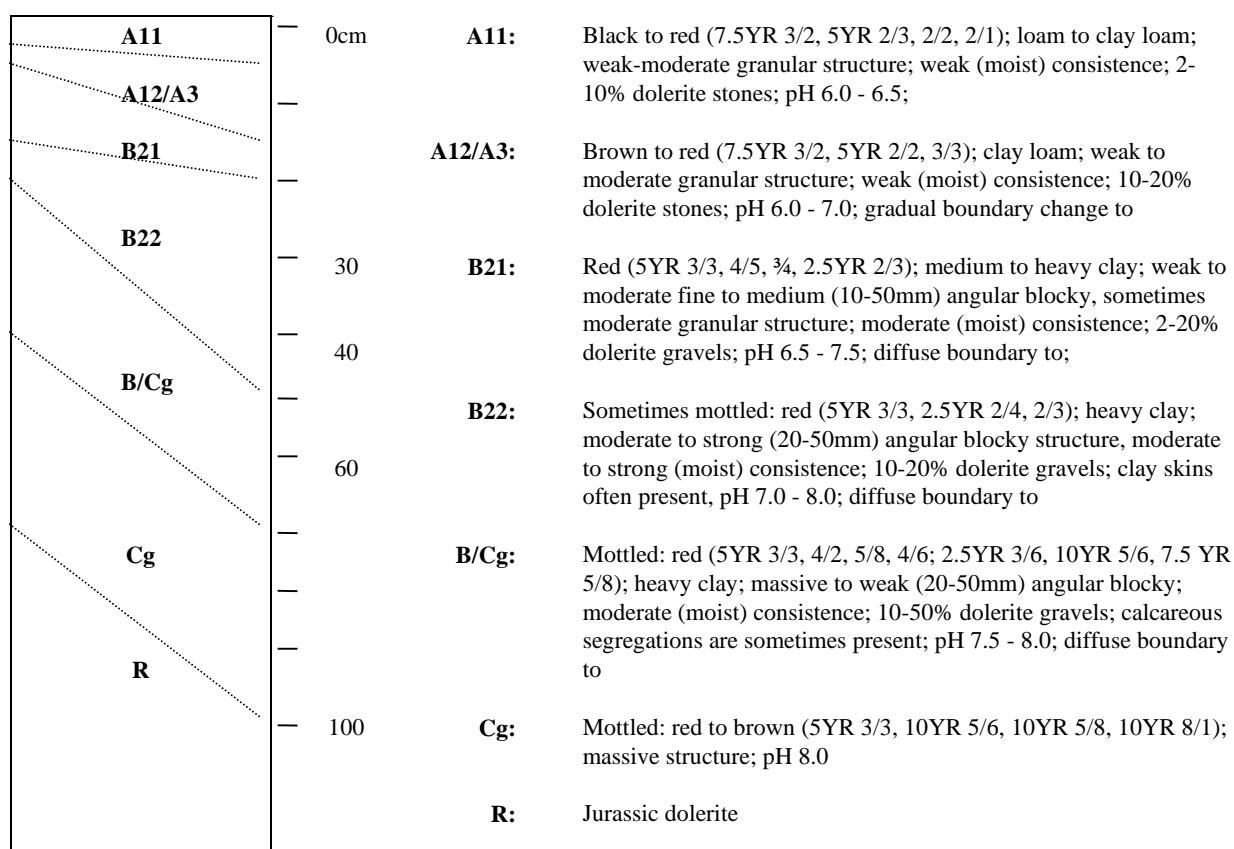 A11
A12/A3
B21
B22
B/Cg
Cg
R
0cm
30
40
60
100
A11: Black to red (7.5YR 3/2, 5YR 2/3, 2/2, 2/1); loam to clay loam;
weak-moderate granular structure; weak (moist) consistence; 2-
10% dolerite stones; pH 6.0 - 6.5;
A12/A3: Brown to red (7.5YR 3/2, 5YR 2/2, 3/3); clay loam; weak to
moderate granular structure; weak (moist) consistence; 10-20%
dolerite stones; pH 6.0 - 7.0; gradual boundary change to
B21: Red (5YR 3/3, 4/5, ¾, 2.5YR 2/3); medium to heavy clay; weak to
moderate fine to medium (10-50mm) angular blocky, sometimes
moderate granular structure; moderate (moist) consistence; 2-20%
dolerite gravels; pH 6.5 - 7.5; diffuse boundary to;
B22: Sometimes mottled: red (5YR 3/3, 2.5YR 2/4, 2/3); heavy clay;
moderate to strong (20-50mm) angular blocky structure, moderate
to strong (moist) consistence; 10-20% dolerite gravels; clay skins
often present, pH 7.0 - 8.0; diffuse boundary to
B/Cg: Mottled: red (5YR 3/3, 4/2, 5/8, 4/6; 2.5YR 3/6, 10YR 5/6, 7.5 YR
5/8); heavy clay; massive to weak (20-50mm) angular blocky;
moderate (moist) consistence; 10-50% dolerite gravels; calcareous
segregations are sometimes present; pH 7.5 - 8.0; diffuse boundary
to
Cg: Mottled: red to brown (5YR 3/3, 10YR 5/6, 10YR 5/8, 10YR 8/1);
massive structure; pH 8.0
R: Jurassic dolerite